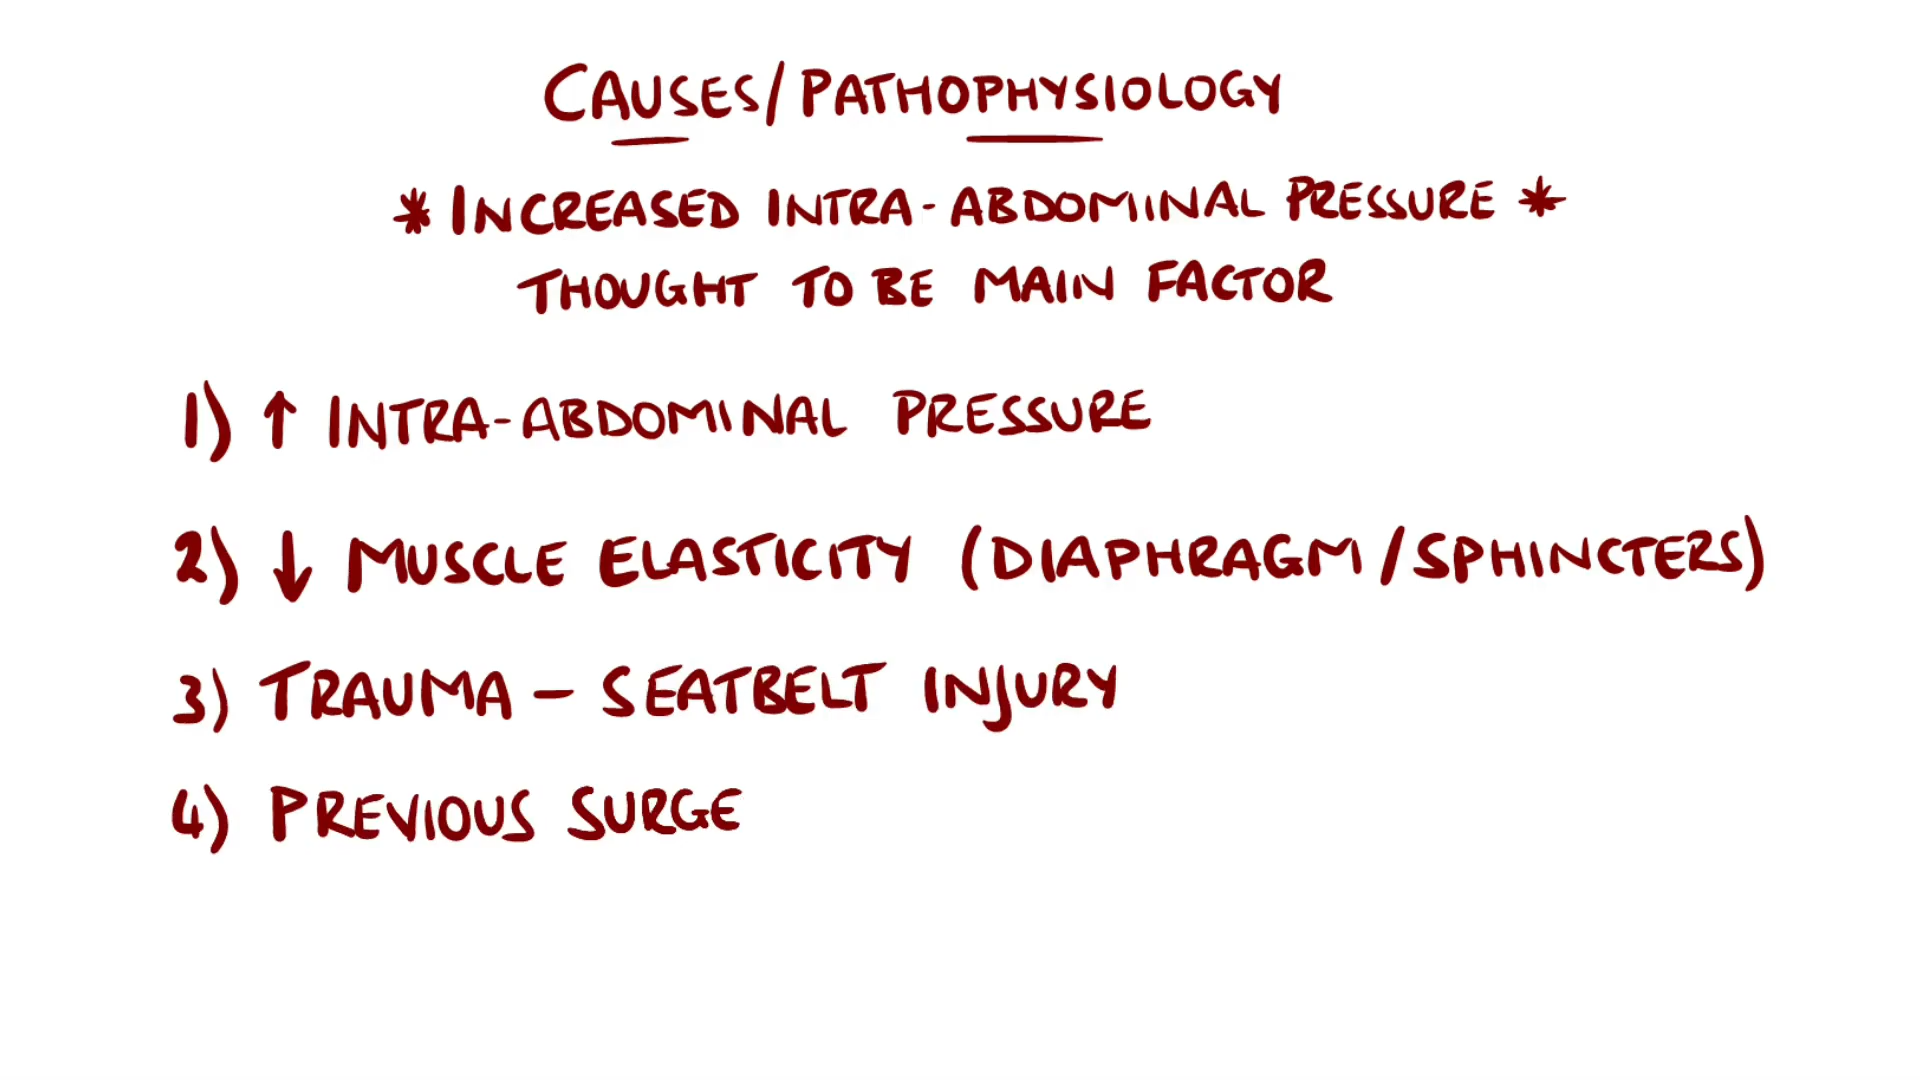 CAUSES/PATHOPHYSIOLOGY
* INCREASED INTRA-ABDOMINAL PRESSURE *
THOUGHT TO BE MAIN FACTOR
1) ↑ INTRA-ABDOMINAL PRESSURE
2) ↓ MUSCLE ELASTICITY (DIAPHRAGM/SPHINCTERS)
3) TRAUMA - SEATBELT INJURY
4) PREVIOUS SURGE